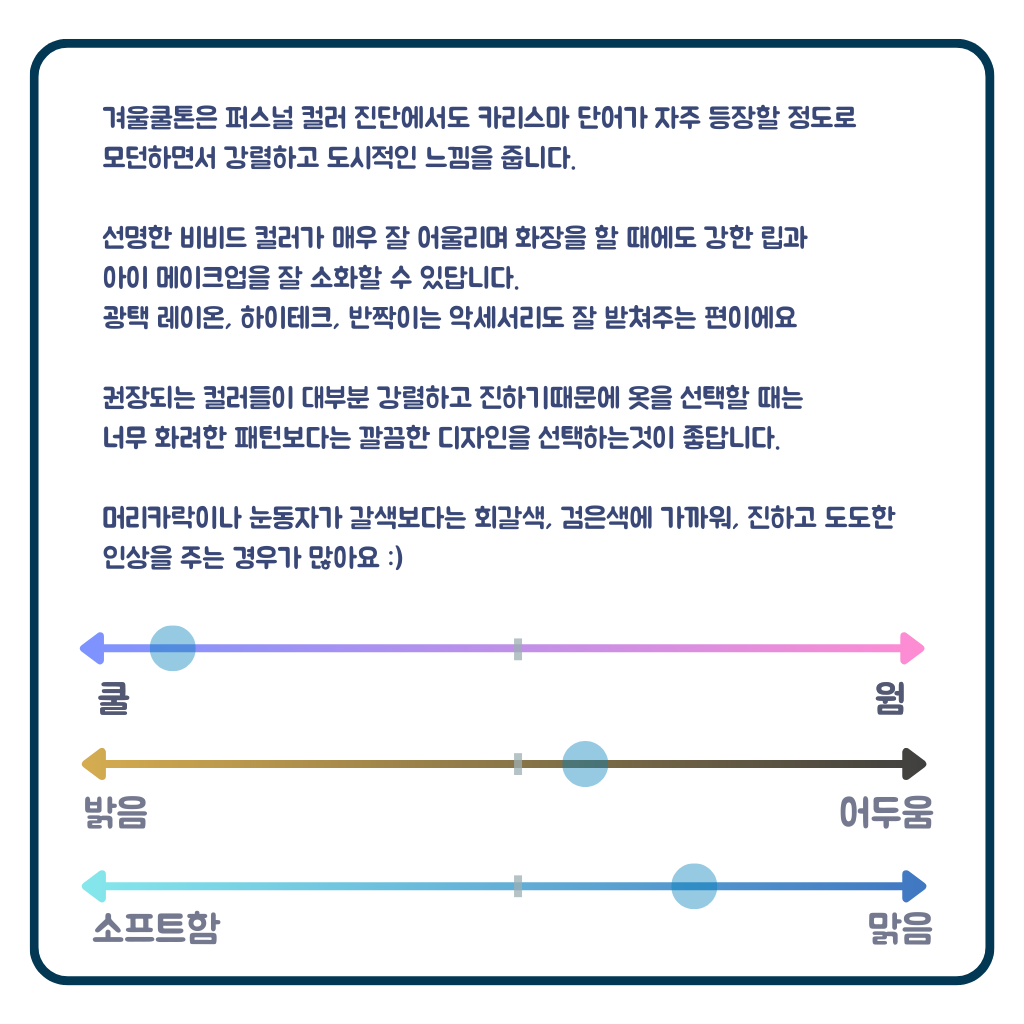 겨울쿨톤은 퍼스널 컬러 진단에서도 카리스마 단어가 자주 등장할 정도로
모던하면서 강렬하고 도시적인 느낌을 줍니다.
선명한 비비드 컬러가 매우 잘 어울리며 화장을 할 때에도 강한 립과
아이 메이크업을 잘 소화할 수 있답니다.
광택 레이온, 하이테크, 반짝이는 악세서리도 잘 받쳐주는 편이에요
권장되는 컬러들이 대부분 강렬하고 진하기때문에 옷을 선택할 때는
너무 화려한 패턴보다는 깔끔한 디자인을 선택하는것이 좋답니다.
머리카락이나 눈동자가 갈색보다는 회갈색, 검은색에 가까워, 진하고 도도한
인상을 주는 경우가 많아요 :)
쿨 웜
밝음 어두움
소프트함 맑음